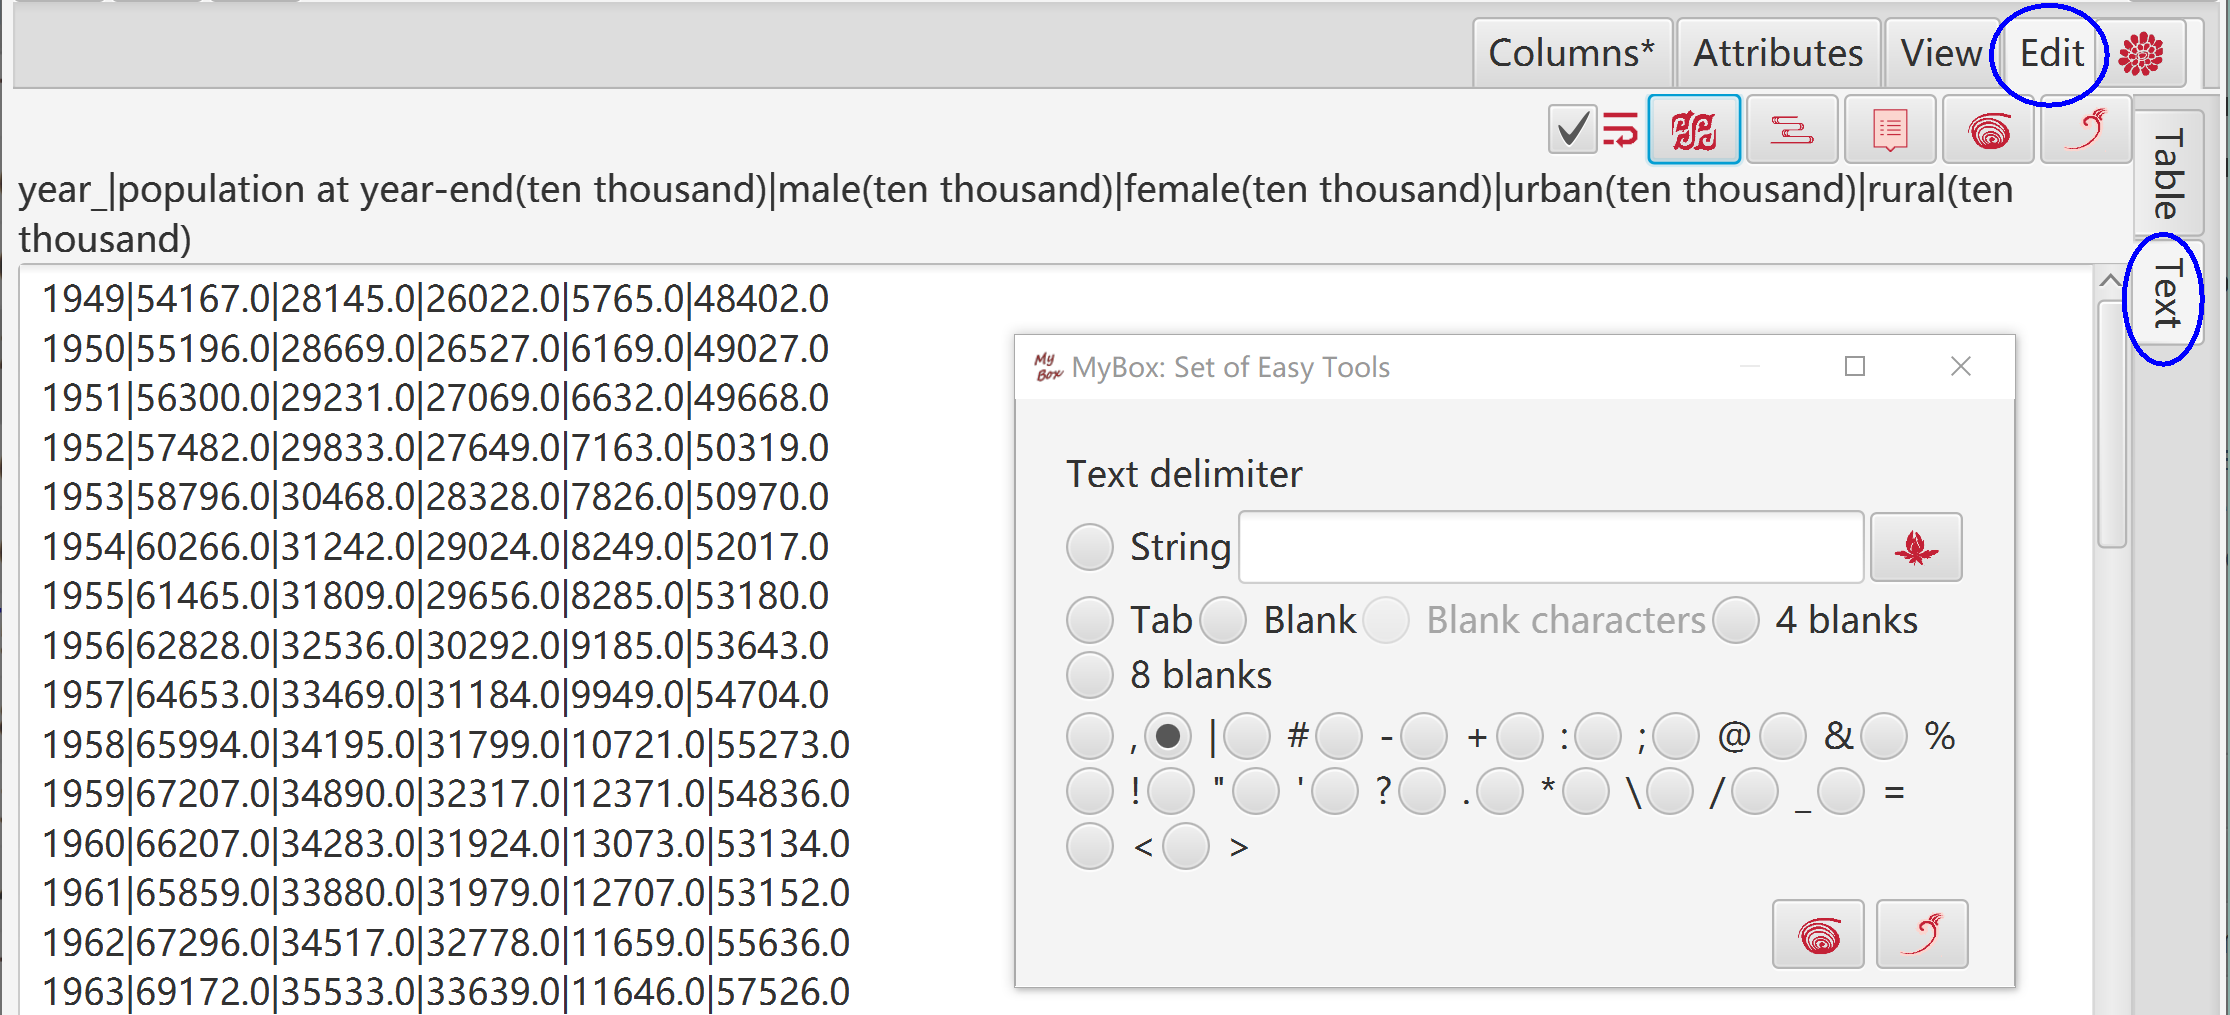 Columns* Attributes View Edit
year_|population at year-end(ten thousand)|male(ten thousand)|female(ten thousand)|urban(ten thousand)|rural(ten
thousand)
Table
Text
1949|54167.0|28145.0|26022.0|5765.0|48402.0
1950|55196.0|28669.0|26527.0|6169.0|49027.0
1951|56300.0|29231.0|27069.0|6632.0|49668.0
1952|57482.0|29833.0|27649.0|7163.0|50319.0
1953|58796.0|30468.0|28328.0|7826.0|50970.0
1954|60266.0|31242.0|29024.0|8249.0|52017.0
1955|61465.0|31809.0|29656.0|8285.0|53180.0
1956|62828.0|32536.0|30292.0|9185.0|53643.0
1957|64653.0|33469.0|31184.0|9949.0|54704.0
1958|65994.0|34195.0|31799.0|10721.0|55273.0
1959|67207.0|34890.0|32317.0|12371.0|54836.0
1960|66207.0|34283.0|31924.0|13073.0|53134.0
1961|65859.0|33880.0|31979.0|12707.0|53152.0
1962|67296.0|34517.0|32778.0|11659.0|55636.0
1963|69172.0|35533.0|33639.0|11646.0|57526.0
My Box MyBox: Set of Easy Tools
Text delimiter
String
Tab Blank Blank characters 4 blanks
8 blanks
, | # - + : ; @ & %
! " ' ? . * \ / _ =
< >